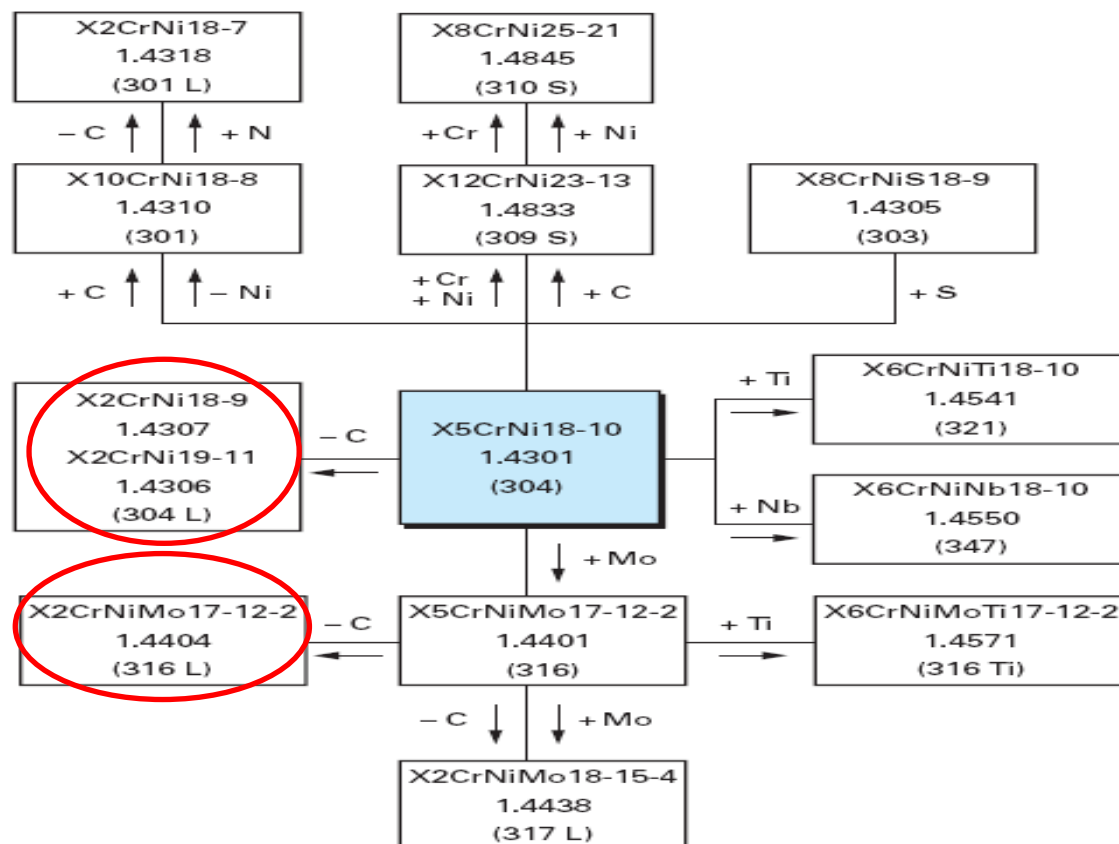 X2CrNi18-7
1.4318
(301 L)
X8CrNi25-21
1.4845
(310 S)
– C
+ N
+Cr
+ Ni
X10CrNi18-8
1.4310
(301)
X12CrNi23-13
1.4833
(309 S)
X8CrNiS18-9
1.4305
(303)
+ C
– Ni
+ Cr
+ Ni
+ C
+ S
X2CrNi18-9
1.4307
X2CrNi19-11
1.4306
(304 L)
– C
X5CrNi18-10
1.4301
(304)
+ Ti
X6CrNiTi18-10
1.4541
(321)
+ Nb
X6CrNiNb18-10
1.4550
(347)
+ Mo
X2CrNiMo17-12-2
1.4404
(316 L)
– C
X5CrNiMo17-12-2
1.4401
(316)
+ Ti
X6CrNiMoTi17-12-2
1.4571
(316 Ti)
– C
+ Mo
X2CrNiMo18-15-4
1.4438
(317 L)